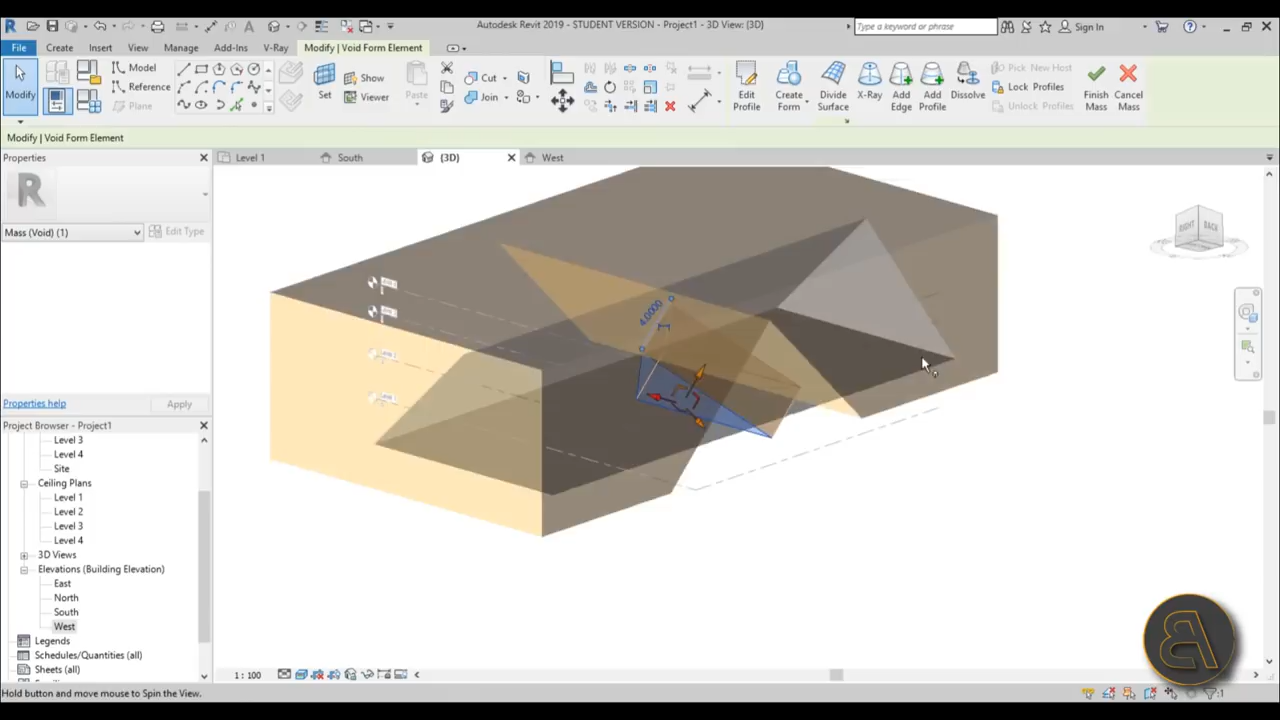 Autodesk Revit 2019 - STUDENT VERSION - Project1 - 3D View: {3D}
Type a keyword or phrase
Sign In
File Create Insert View Manage Add-Ins V-Ray Modify | Void Form Element
Modify
Model
Reference
Plane
Set
Show
Viewer
Paste
Cut
Join
Edit Profile
Create Form
Divide Surface
X-Ray
Add Edge
Add Profile
Dissolve
Pick New Host
Lock Profiles
Unlock Profiles
Finish Mass
Cancel Mass
Modify | Void Form Element
Properties
Level 1
South
{3D}
West
R
Mass (Void) (1)
Edit Type
RIGHT
BACK
4.0000
Properties help
Apply
Project Browser - Project1
Level 3
Level 4
Site
Ceiling Plans
Level 1
Level 2
Level 3
Level 4
3D Views
Elevations (Building Elevation)
East
North
South
West
Legends
Schedules/Quantities (all)
Sheets (all)
1 : 100
Hold button and move mouse to Spin the View.
:1